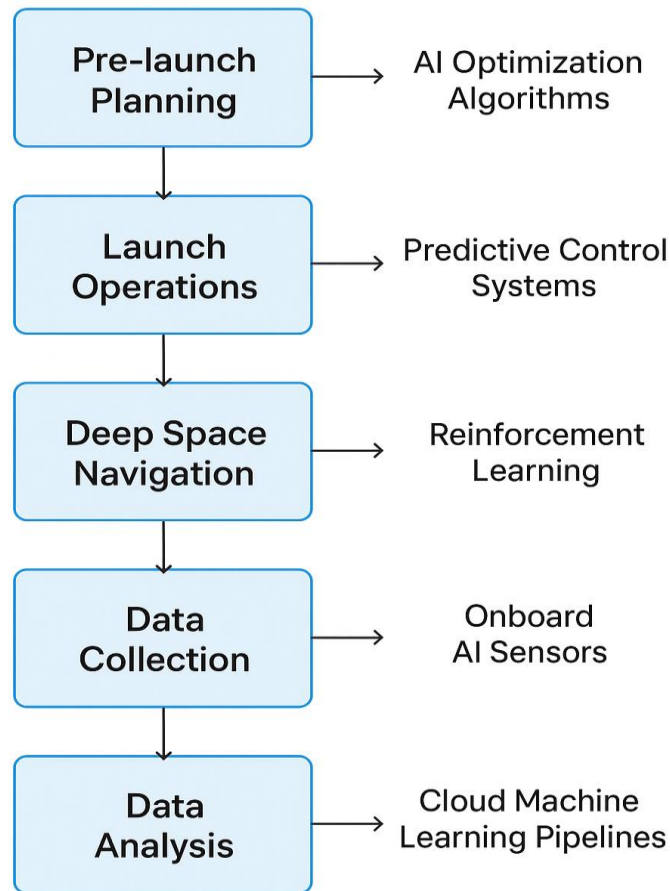 Pre-launch
Planning
AI Optimization
Algorithms
Launch
Operations
Predictive Control
Systems
Deep Space
Navigation
Reinforcement
Learning
Data
Collection
Onboard
AI Sensors
Data
Analysis
Cloud Machine
Learning Pipelines